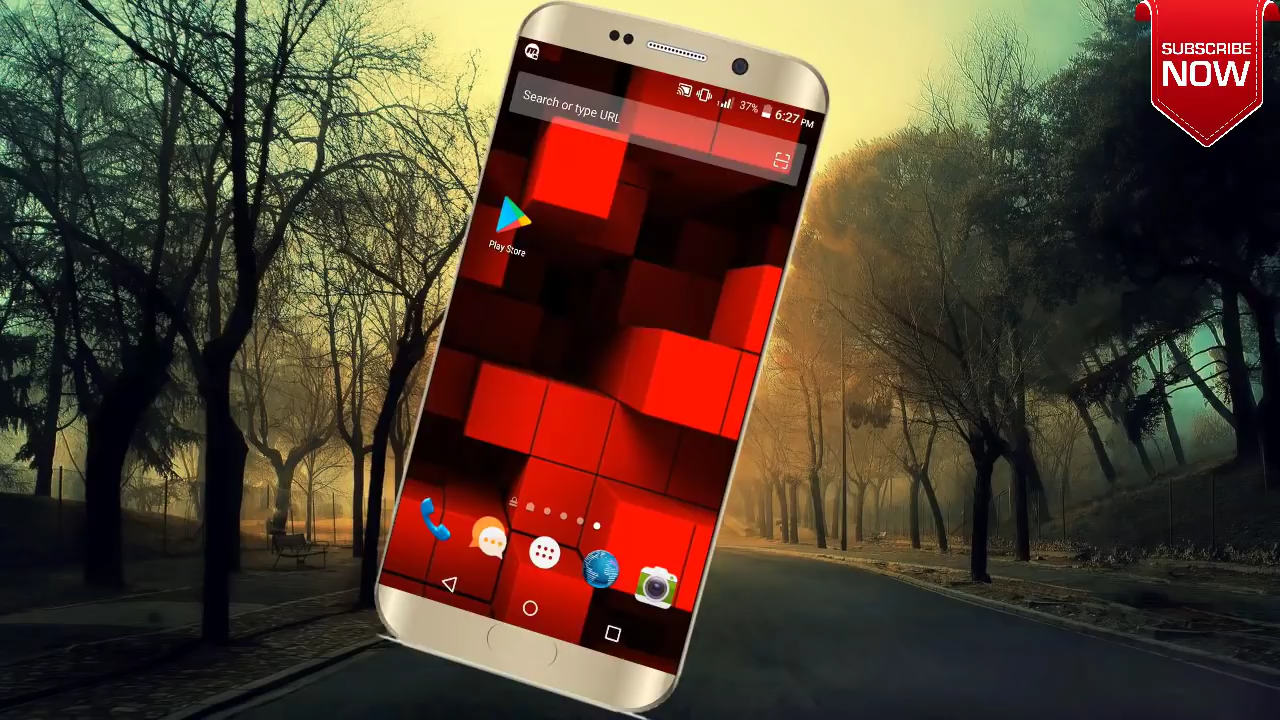 SUBSCRIBE
NOW
37% 6:27 PM
Search or type URL
Play Store